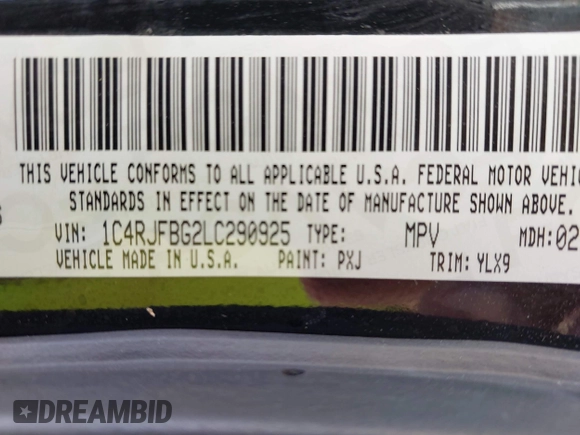 THIS VEHICLE CONFORMS TO ALL APPLICABLE U.S.A. FEDERAL MOTOR
STANDARDS IN EFFECT ON THE DATE OF MANUFACTURE SHOWN ABOVE.
VIN: 1C4RJFBG2LC290925 TYPE: MPV MDH:02
VEHICLE MADE IN U.S.A. PAINT: PXJ TRIM: YLX9
DREAMBID